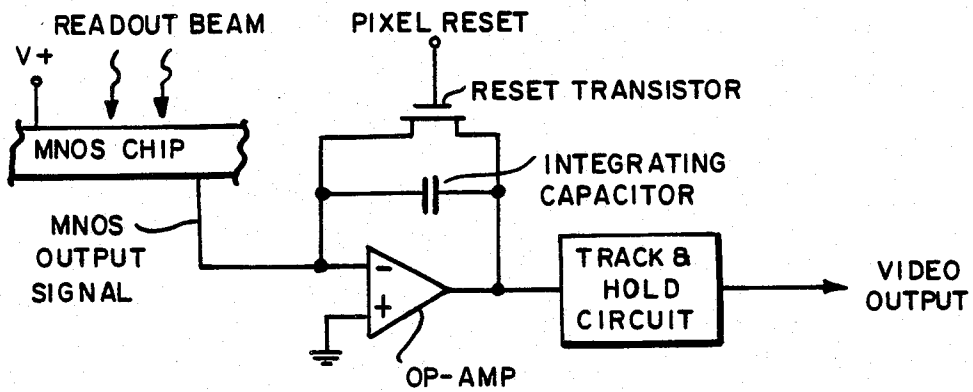 READOUT BEAM
PIXEL RESET
V+
RESET TRANSISTOR
MNOS CHIP
INTEGRATING
CAPACITOR
MNOS
OUTPUT
SIGNAL
−
+
TRACK &
HOLD
CIRCUIT
VIDEO
OUTPUT
OP-AMP